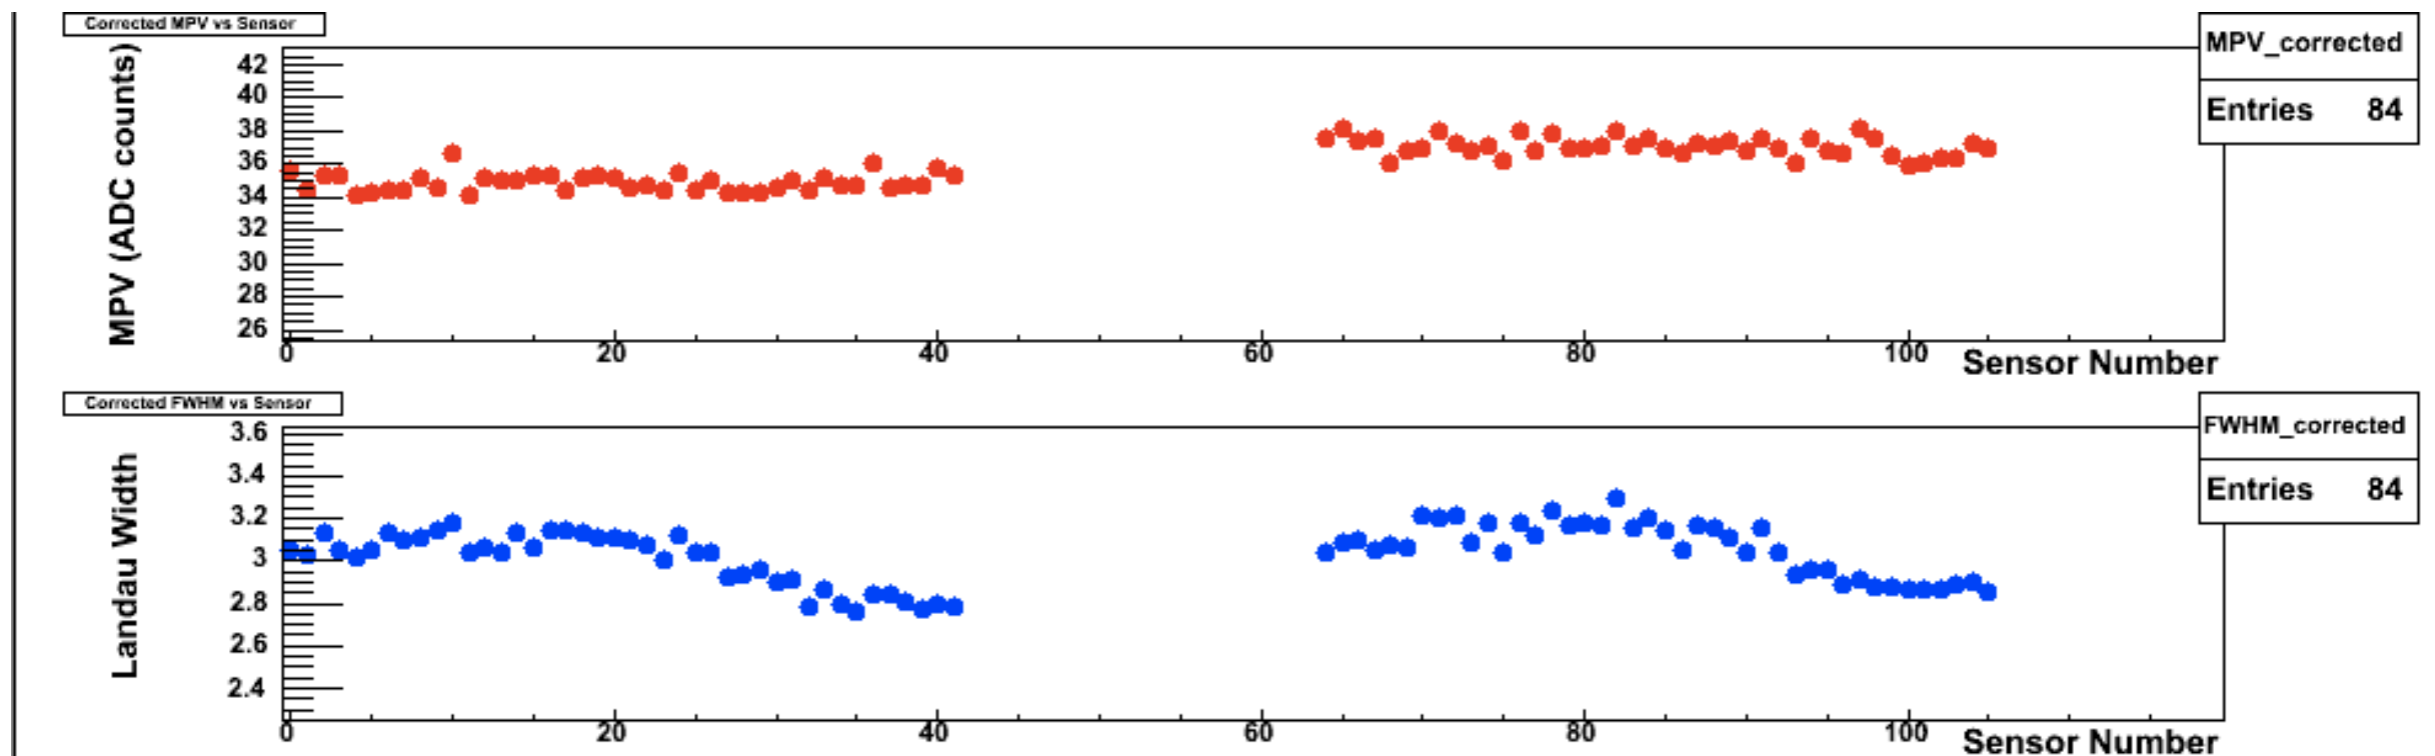 Corrected MPV vs Sensor
MPV_corrected
Entries 84
MPV (ADC counts)
42
40
38
36
34
32
30
28
26
0 20 40 60 80 100
Sensor Number
Corrected FWHM vs Sensor
FWHM_corrected
Entries 84
Landau Width
3.6
3.4
3.2
3
2.8
2.6
2.4
0 20 40 60 80 100
Sensor Number